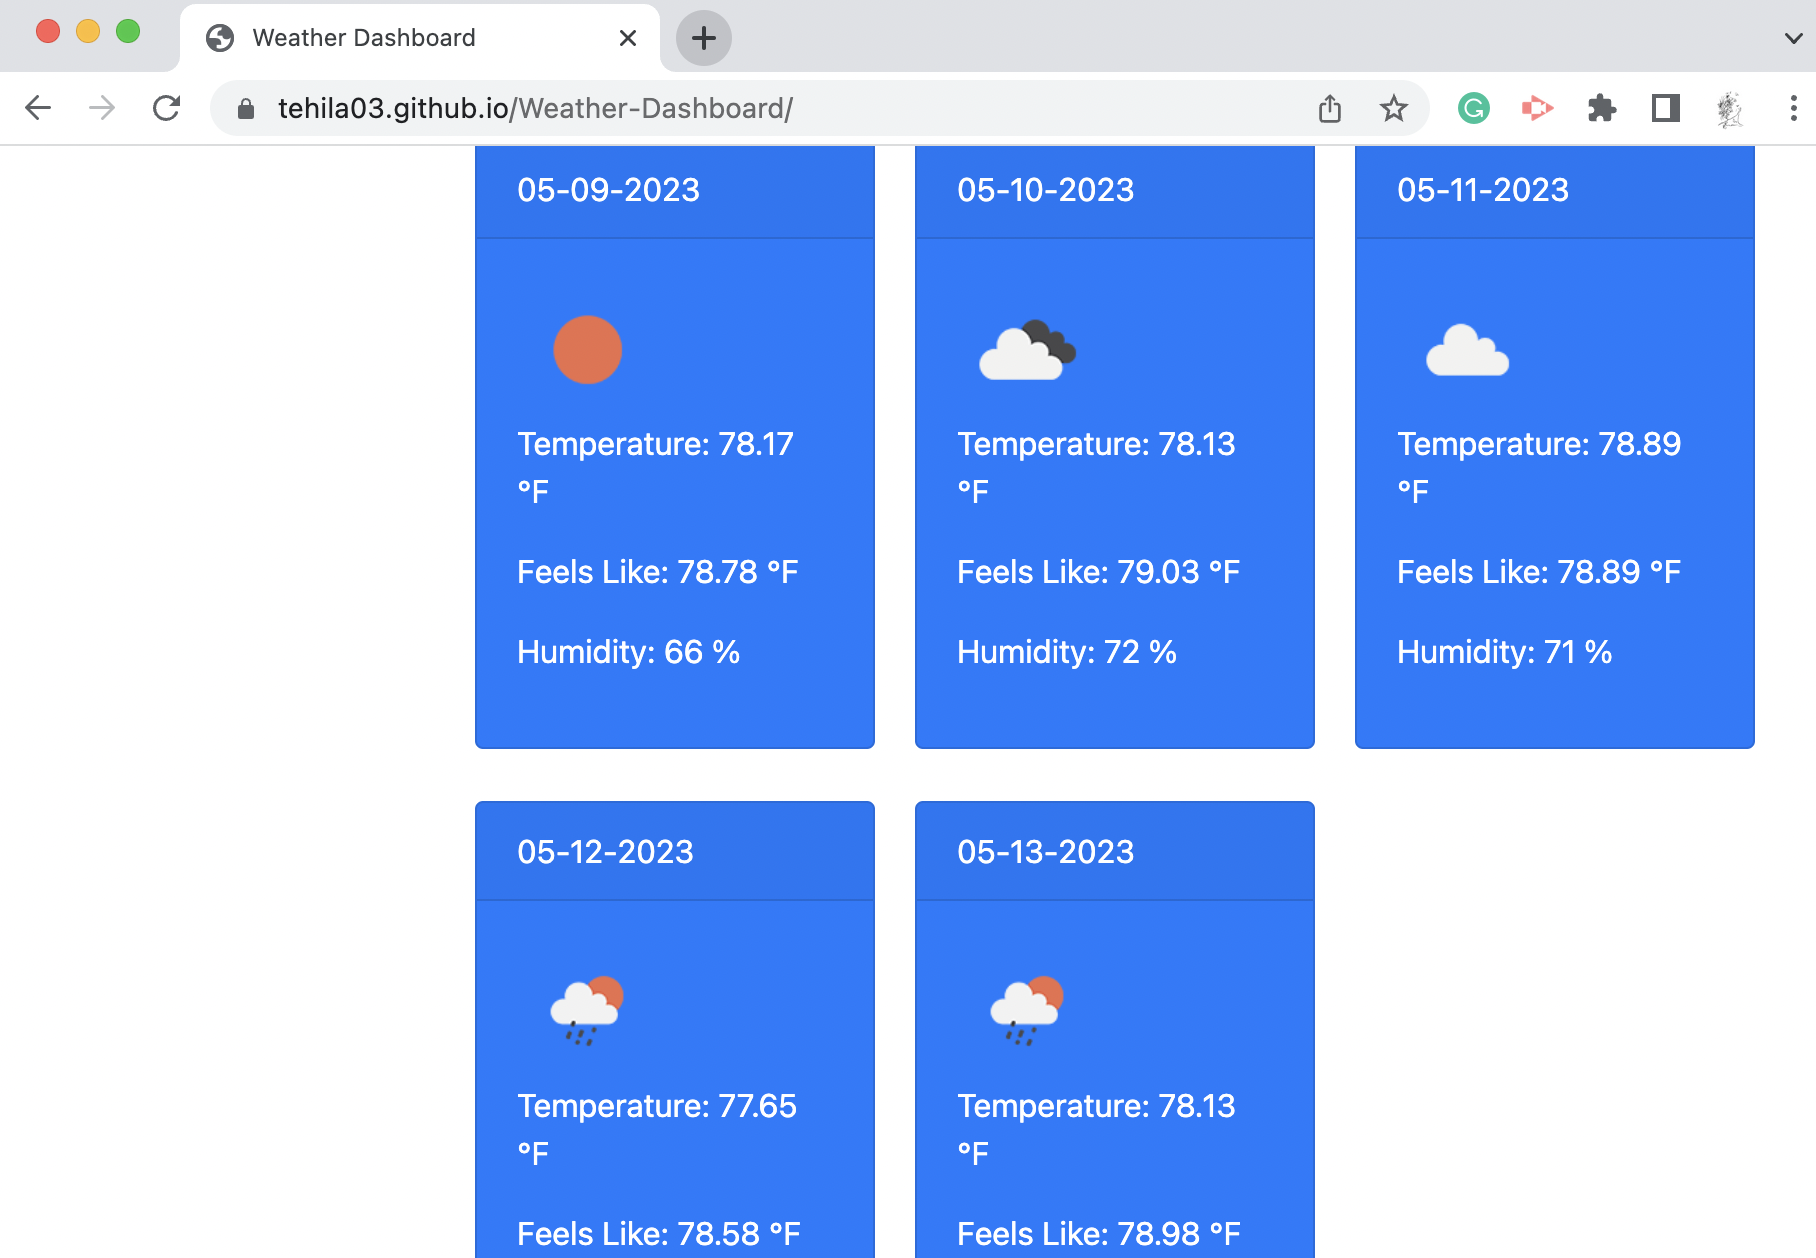 Weather Dashboard
tehila03.github.io/Weather-Dashboard/
05-09-2023
Temperature: 78.17
°F
Feels Like: 78.78 °F
Humidity: 66 %
05-10-2023
Temperature: 78.13
°F
Feels Like: 79.03 °F
Humidity: 72 %
05-11-2023
Temperature: 78.89
°F
Feels Like: 78.89 °F
Humidity: 71 %
05-12-2023
Temperature: 77.65
°F
Feels Like: 78.58 °F
05-13-2023
Temperature: 78.13
°F
Feels Like: 78.98 °F